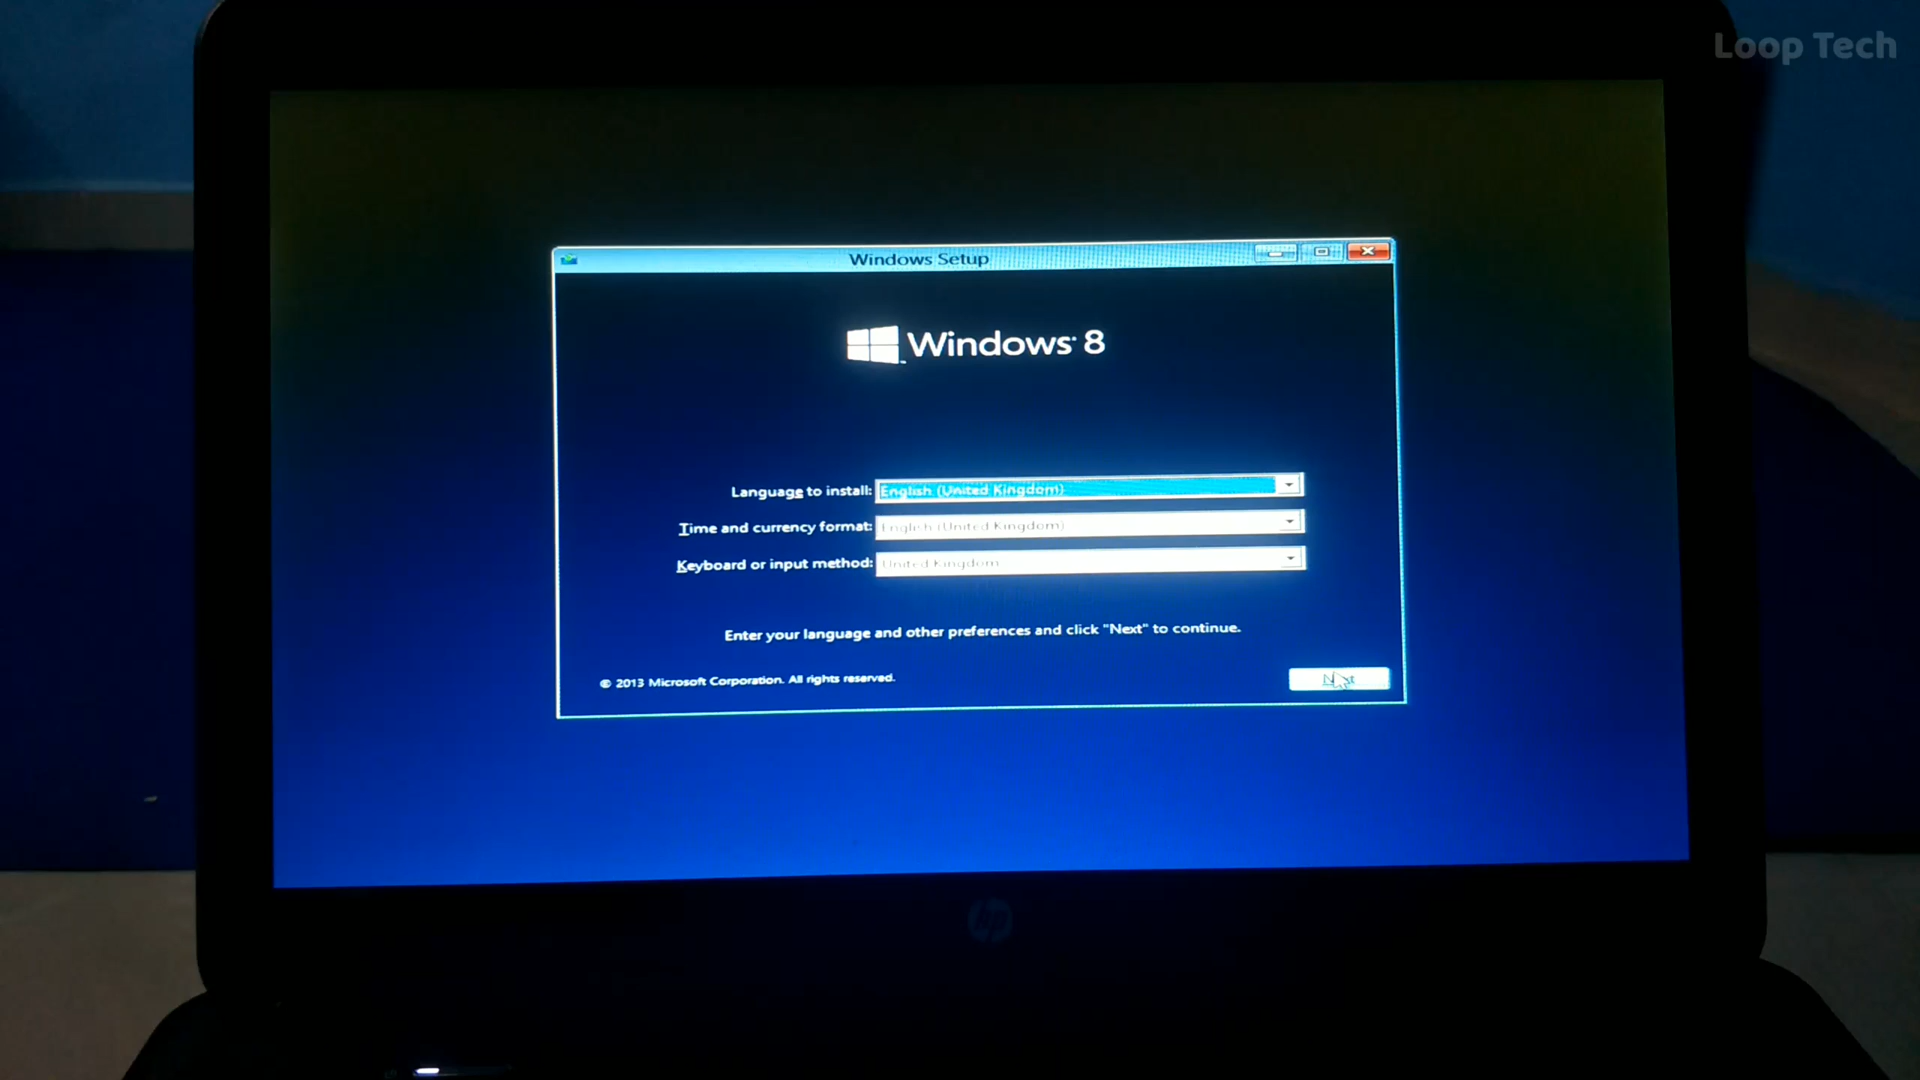 Loop Tech
Windows Setup
Windows 8
Language to install: English (United Kingdom)
Time and currency format: English (United Kingdom)
Keyboard or input method: United Kingdom
Enter your language and other preferences and click "Next" to continue.
© 2013 Microsoft Corporation. All rights reserved.
Next
hp